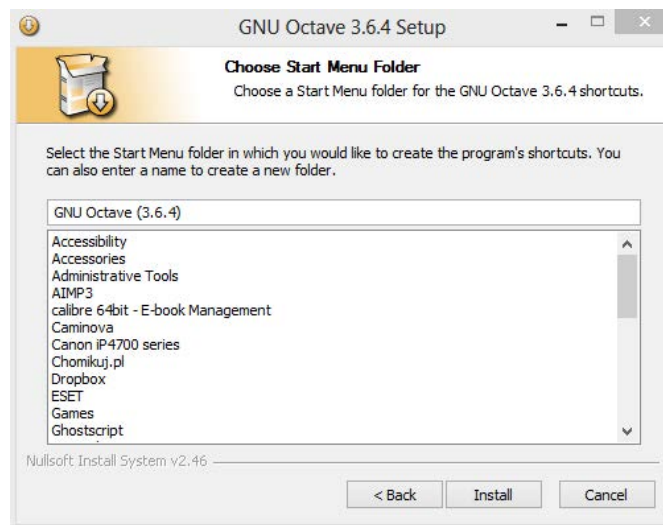 GNU Octave 3.6.4 Setup
Choose Start Menu Folder
Choose a Start Menu folder for the GNU Octave 3.6.4 shortcuts.
Select the Start Menu folder in which you would like to create the program's shortcuts. You
can also enter a name to create a new folder.
GNU Octave (3.6.4)
Accessibility
Accessories
Administrative Tools
AIMP3
calibre 64bit - E-book Management
Caminova
Canon iP4700 series
Chomikuj.pl
Dropbox
ESET
Games
Ghostscript
Nullsoft Install System v2.46
< Back Install Cancel